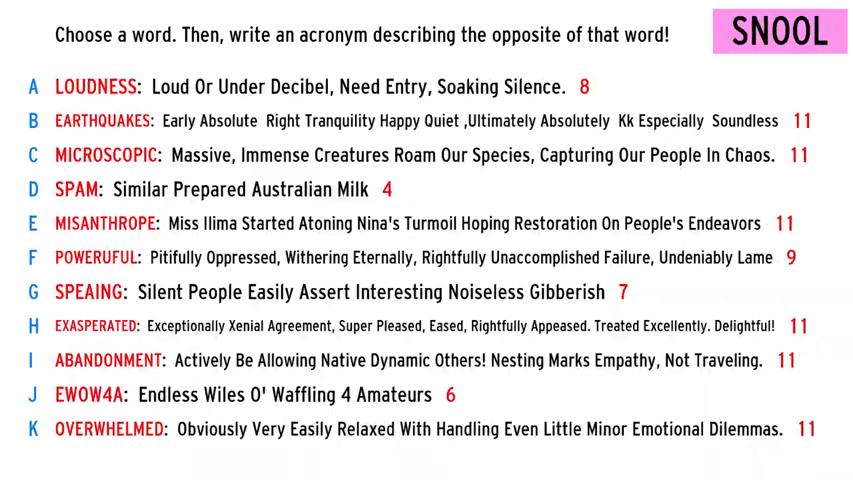 Choose a word. Then, write an acronym describing the opposite of that word!
SNOOL
A LOUDNESS: Loud Or Under Decibel, Need Entry, Soaking Silence. 8
B EARTHQUAKES: Early Absolute Right Tranquility Happy Quiet ,Ultimately Absolutely Kk Especially Soundless 11
C MICROSCOPIC: Massive, Immense Creatures Roam Our Species, Capturing Our People In Chaos. 11
D SPAM: Similar Prepared Australian Milk 4
E MISANTHROPE: Miss Ilima Started Atoning Nina's Turmoil Hoping Restoration On People's Endeavors 11
F POWERUFUL: Pitifully Oppressed, Withering Eternally, Rightfully Unaccomplished Failure, Undeniably Lame 9
G SPEAING: Silent People Easily Assert Interesting Noiseless Gibberish 7
H EXASPERATED: Exceptionally Xenial Agreement, Super Pleased, Eased, Rightfully Appeased. Treated Excellently. Delightful! 11
I ABANDONMENT: Actively Be Allowing Native Dynamic Others! Nesting Marks Empathy, Not Traveling. 11
J EWOW4A: Endless Wiles O' Waffling 4 Amateurs 6
K OVERWHELMED: Obviously Very Easily Relaxed With Handling Even Little Minor Emotional Dilemmas. 11